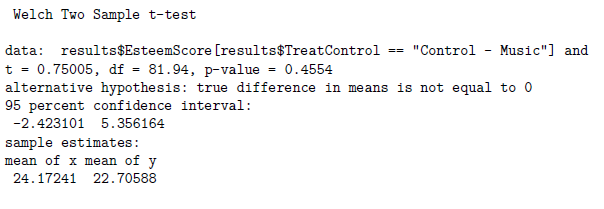 Welch Two Sample t-test
data:  results$EsteemScore[results$TreatControl == "Control - Music"] and
t = 0.75005, df = 81.94, p-value = 0.4554
alternative hypothesis: true difference in means is not equal to 0
95 percent confidence interval:
-2.423101  5.356164
sample estimates:
mean of x mean of y
24.17241  22.70588